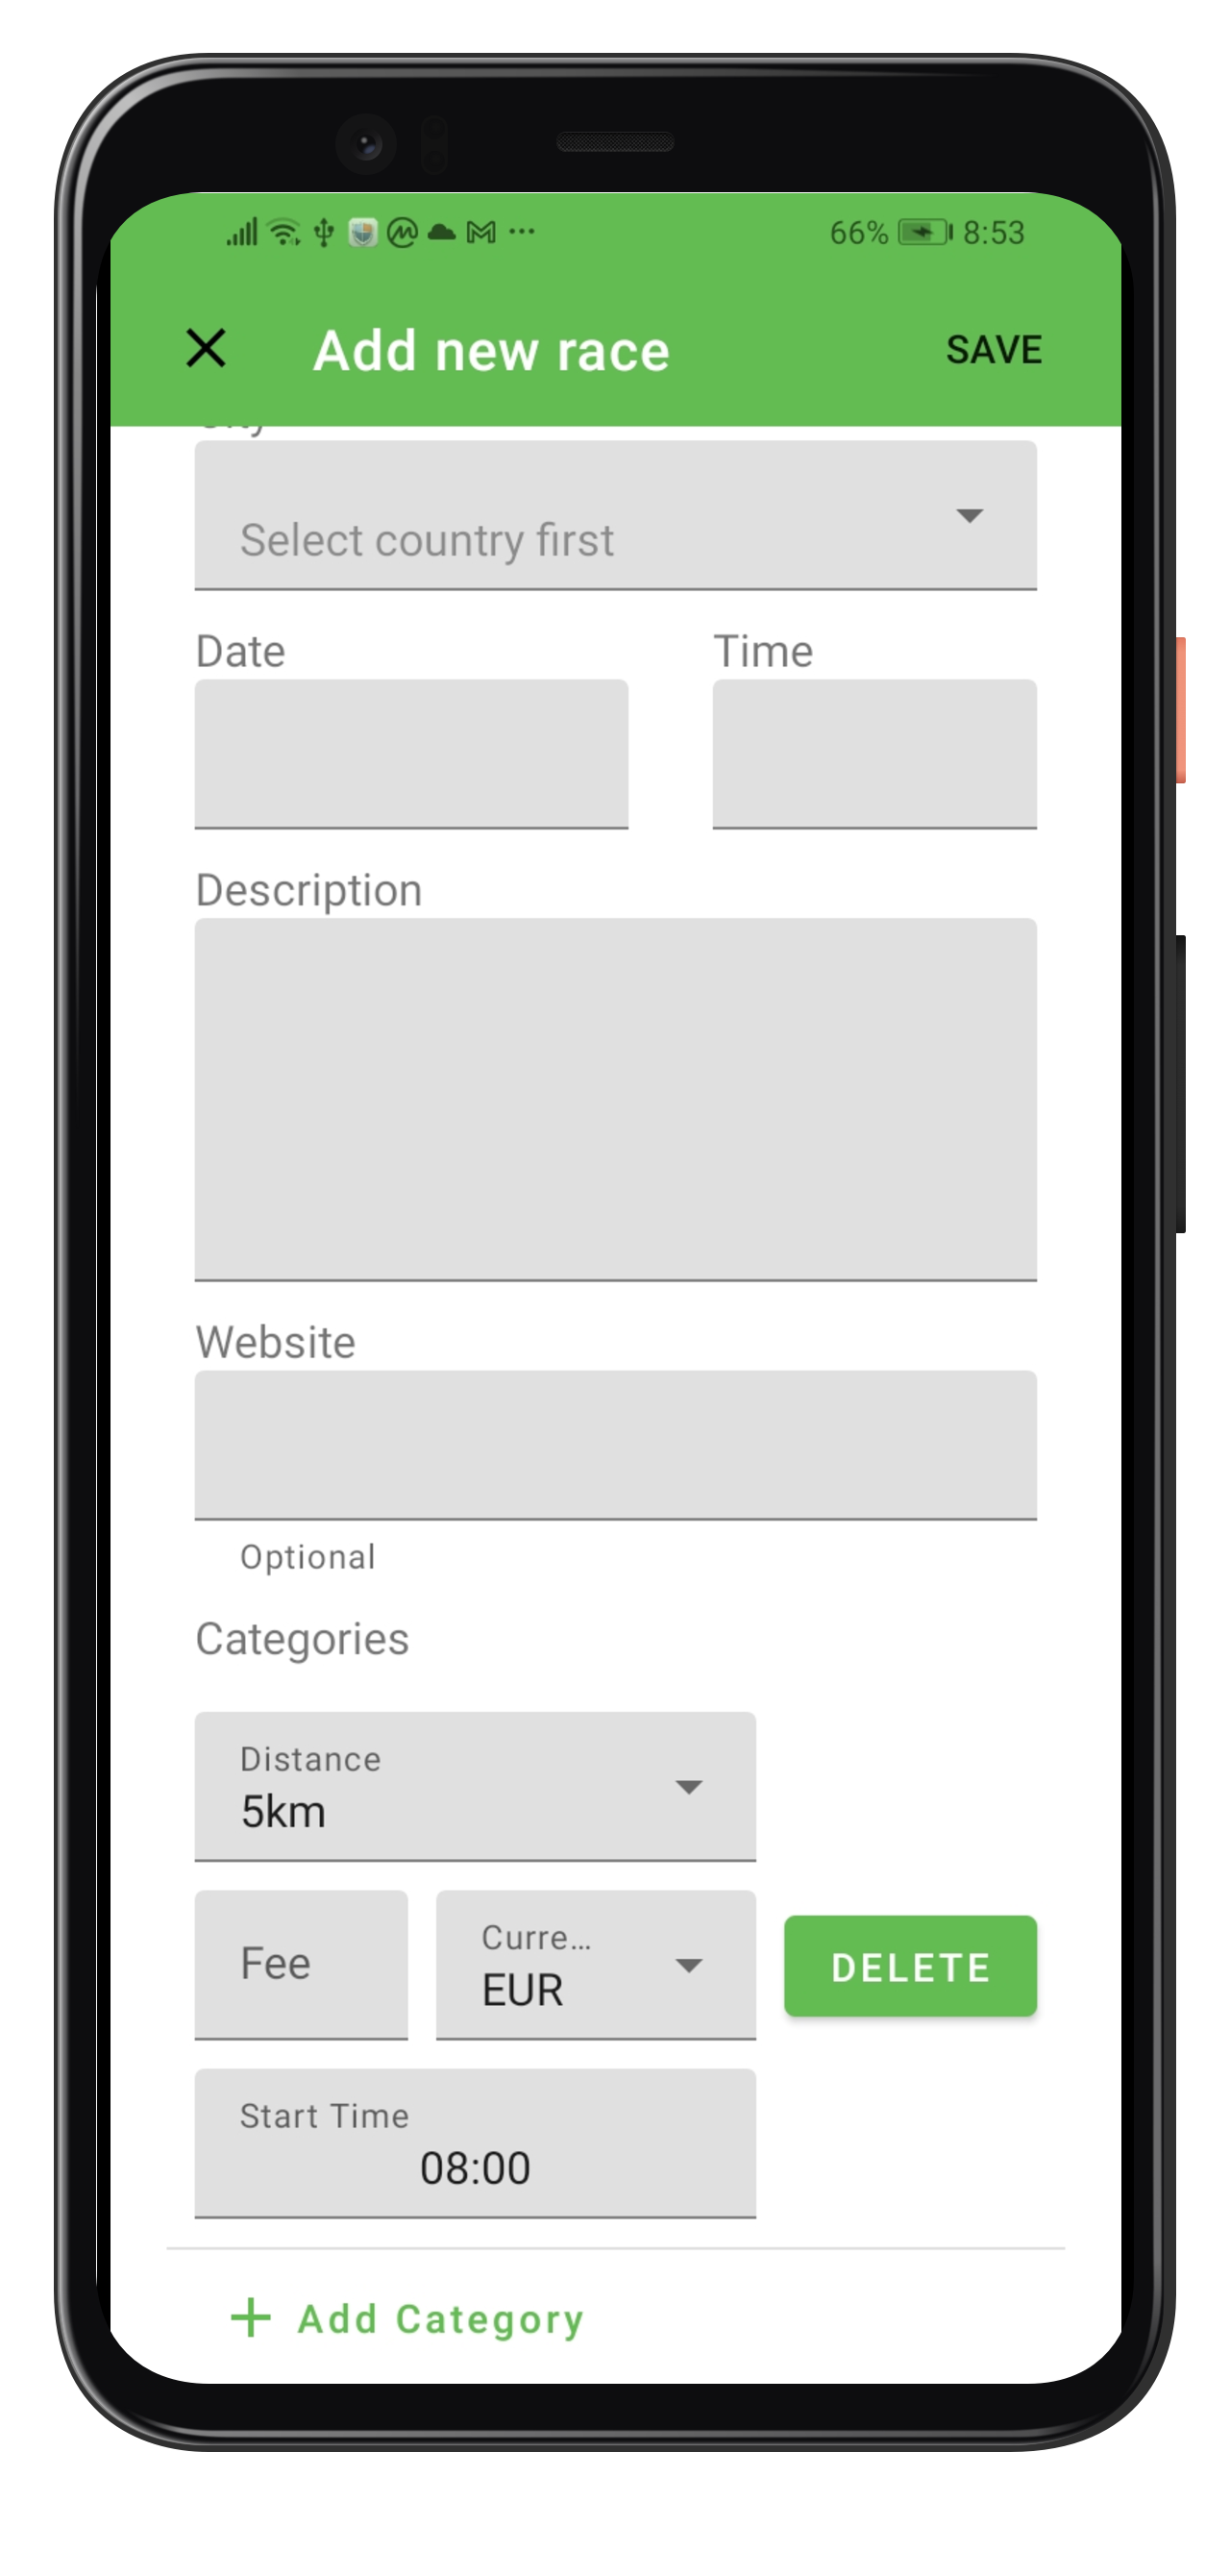 66% 8:53
Add new race SAVE
City
Select country first
Date Time
Description
Website
Optional
Categories
Distance
5km
Fee Curre... EUR DELETE
Start Time
08:00
+ Add Category